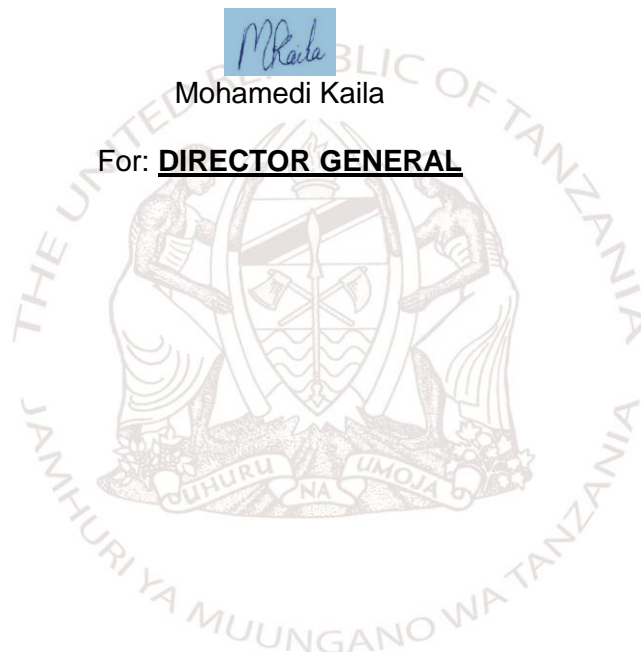 MKaila
Mohamedi Kaila
For: DIRECTOR GENERAL
THE UNITED REPUBLIC OF TANZANIA
UHURU NA UMOJA
JAMHURI YA MUUNGANO WA TANZANIA